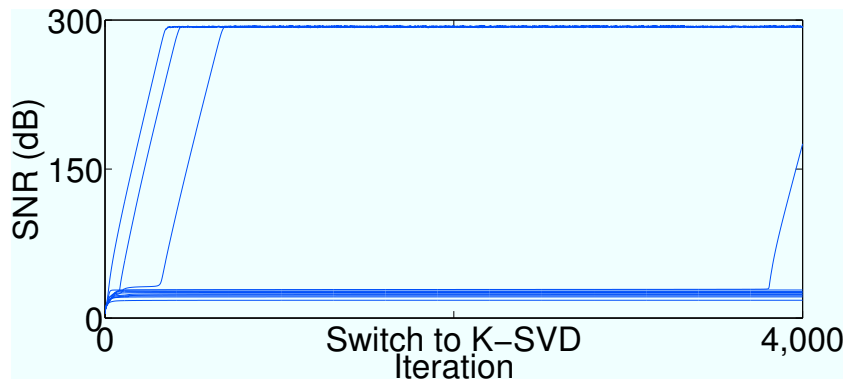 300
150
0
SNR (dB)
0
Switch to K−SVD
4,000
Iteration